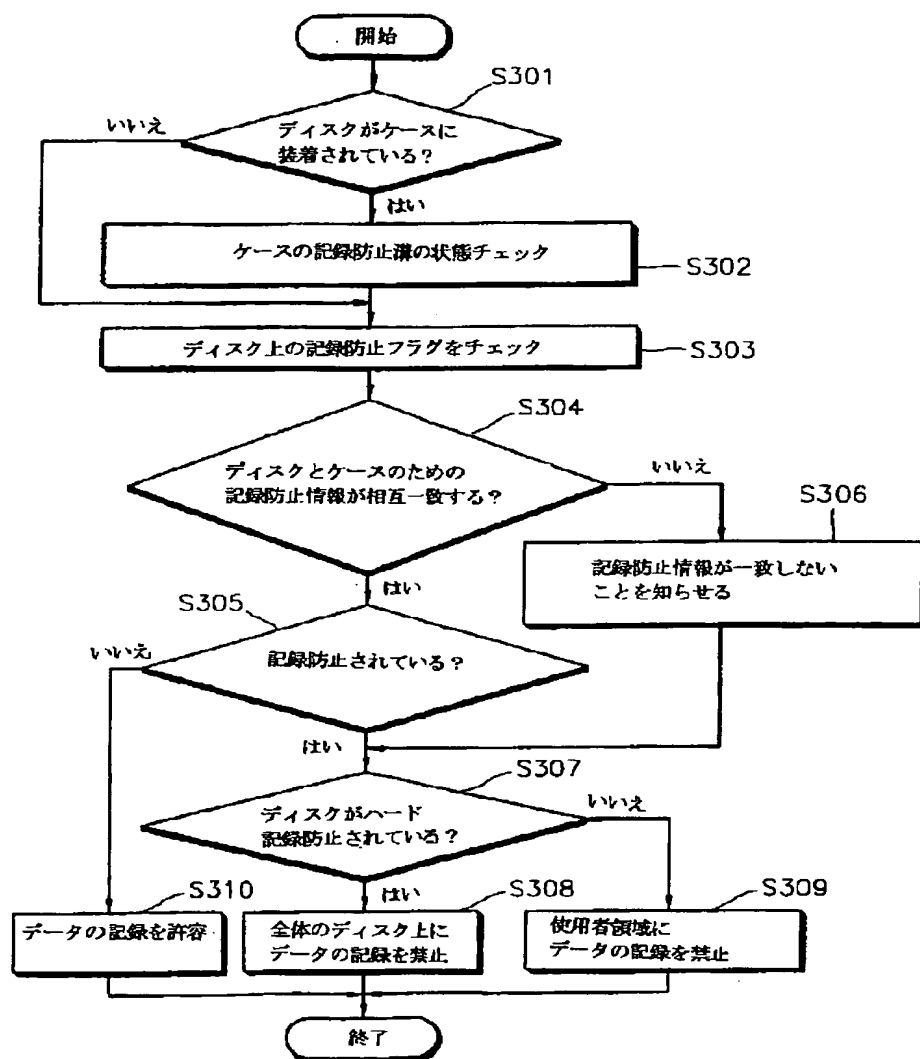 開始
S301
いいえ
ディスクがケースに
装着されている?
はい
ケースの記録防止溝の状態チェック
S302
ディスク上の記録防止フラグをチェック
S303
S304
ディスクとケースのための
記録防止情報が相互一致する?
いいえ
S306
記録防止情報が一致しない
ことを知らせる
はい
S305
いいえ
記録防止されている?
はい
S307
ディスクがハード
記録防止されている?
いいえ
はい
S310
データの記録を許容
S308
全体のディスク上に
データの記録を禁止
S309
使用者領域に
データの記録を禁止
終了